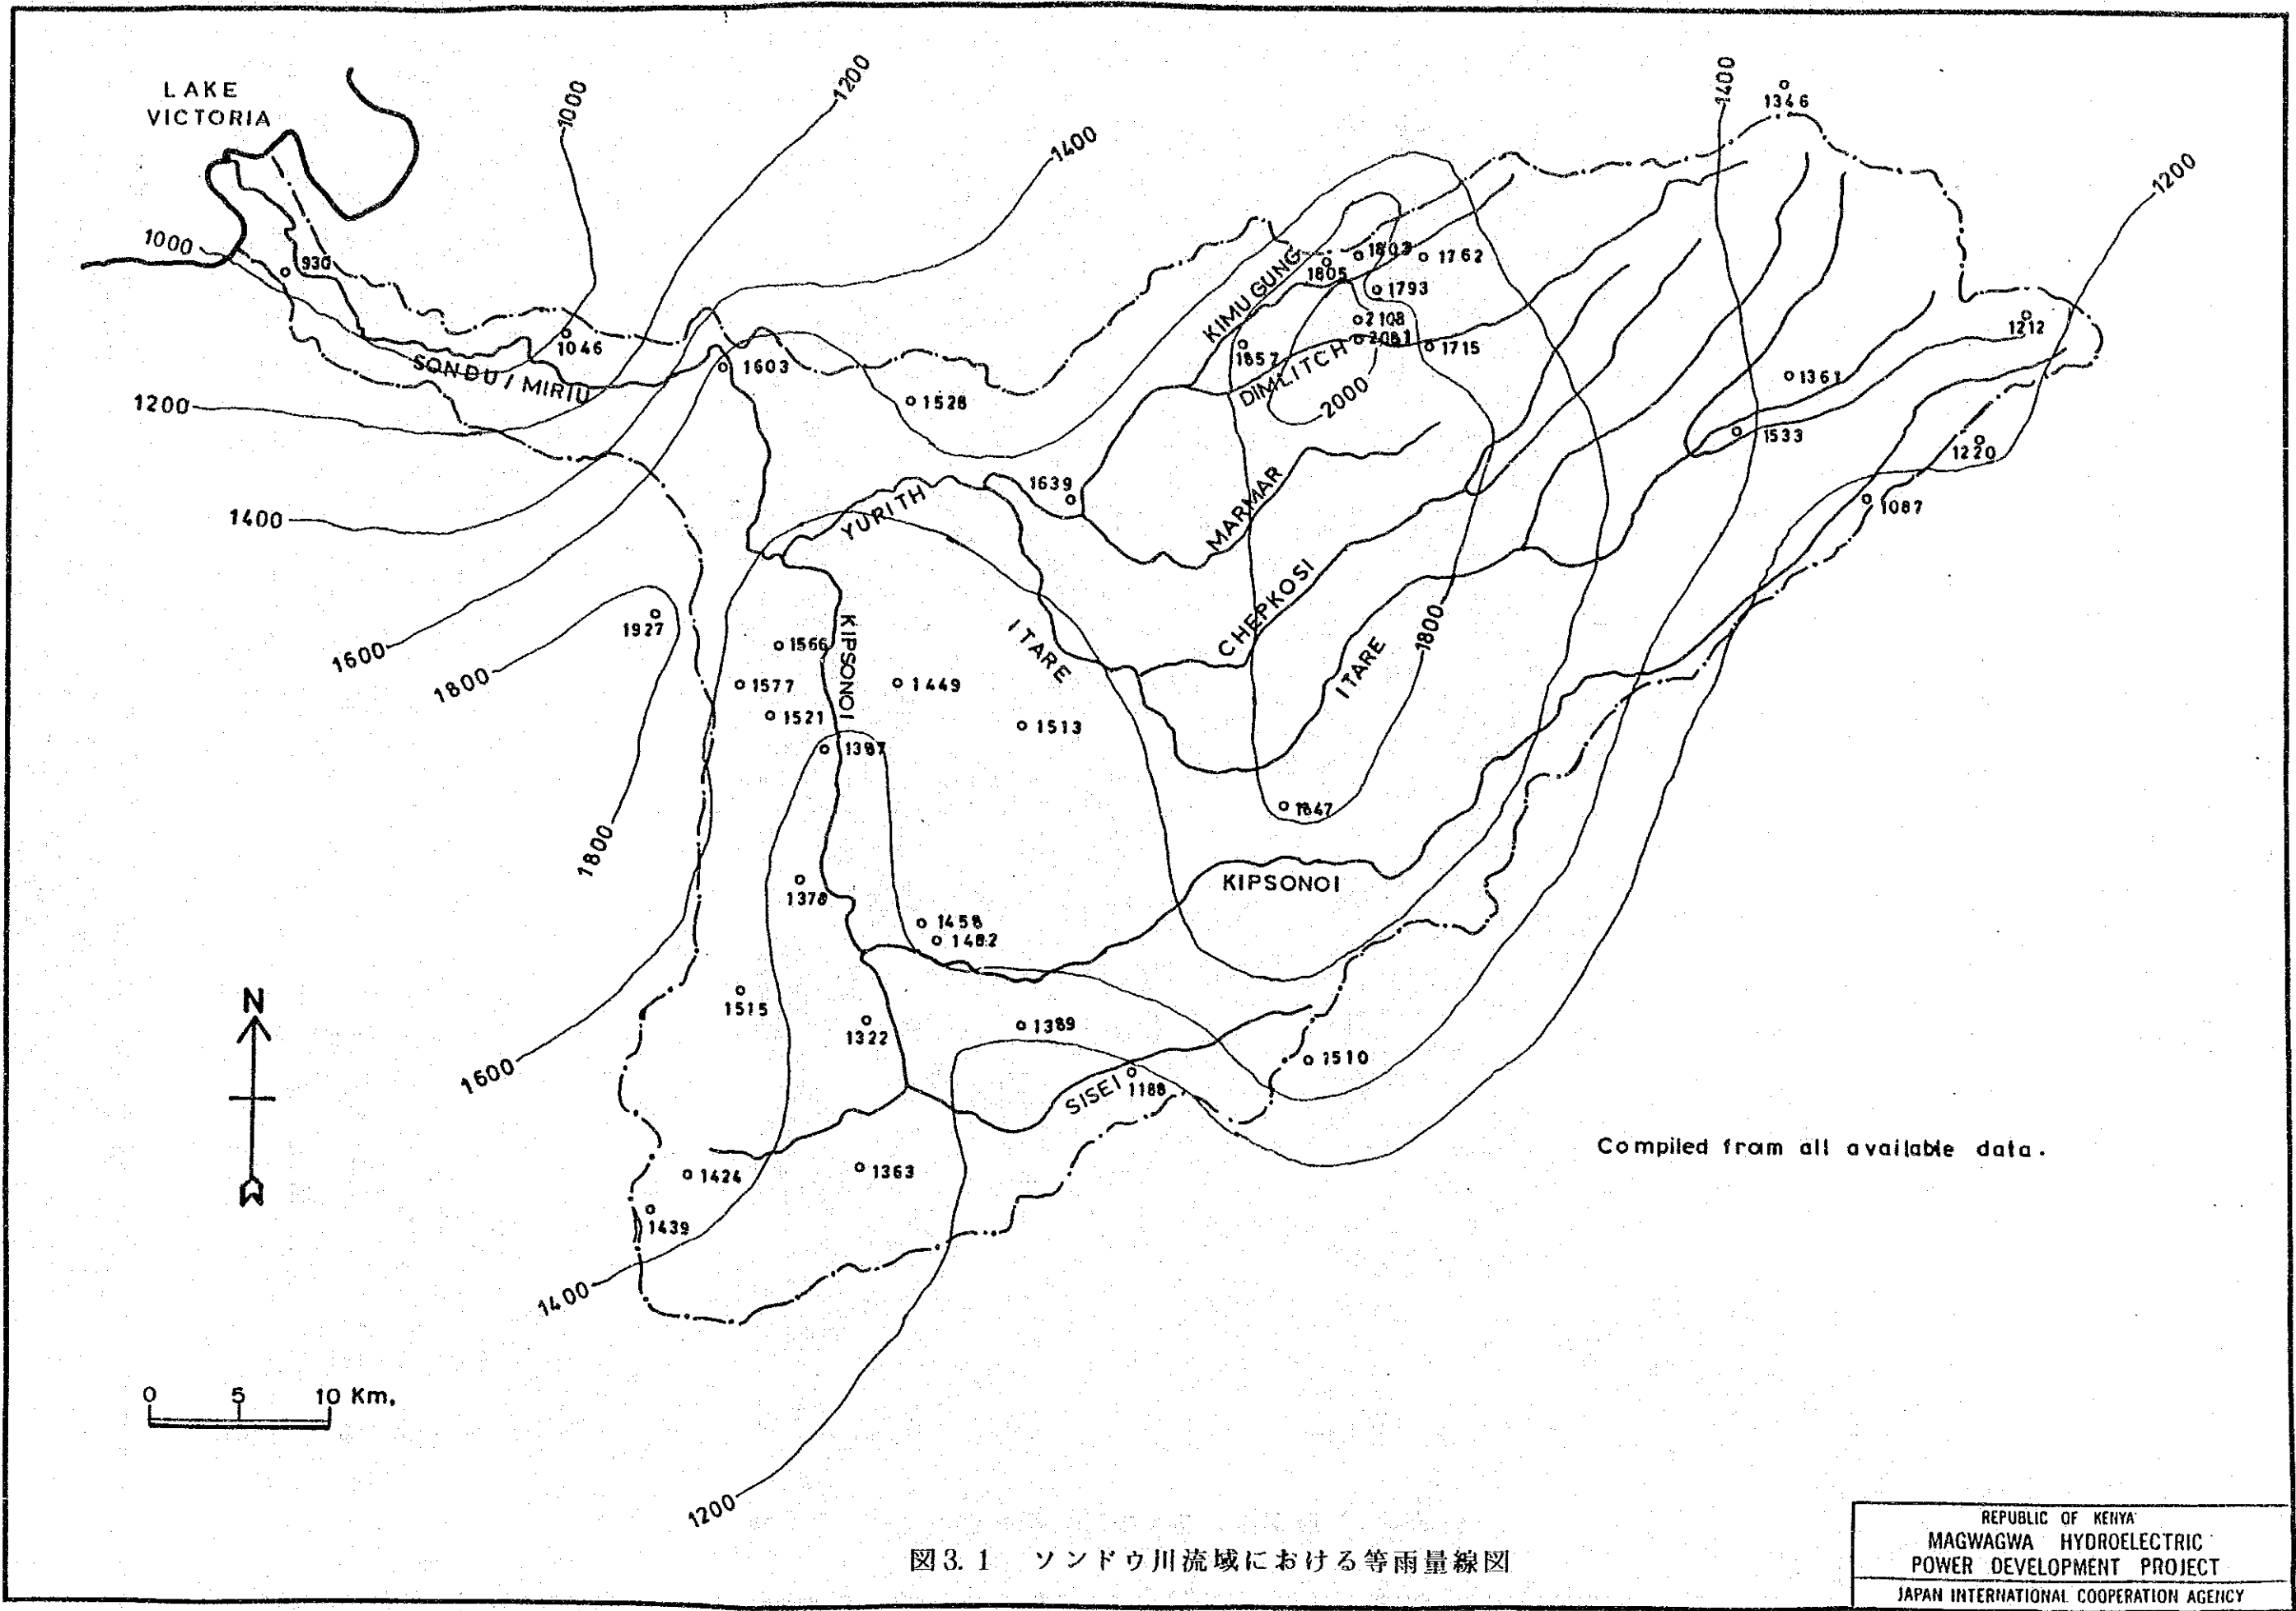 LAKE
VICTORIA
1000
1200
1400
1400
1346
1200
1000
930
1046
SONDU / MIRIU
1603
1528
KIMUGUNG
1803
1805
1762
1793
2108
2081
1715
1857
DIMLITCH
2000
1212
1361
1533
1220
1087
1200
1400
1639
YURITH
MARMAR
CHEPKOSI
ITARE
ITARE
1800
1927
1600
1800
1566
KIPSONOI
1577
1449
1521
1513
1397
1847
1800
1378
KIPSONOI
1458
1482
N
1515
1322
1389
1510
1600
SISEI
1188
Compiled from all available data.
1424
1363
1439
1400
0 5 10 Km.
1200
図3.1 ソンドウ川流域における等雨量線図
REPUBLIC OF KENYA
MAGWAGWA HYDROELECTRIC
POWER DEVELOPMENT PROJECT
JAPAN INTERNATIONAL COOPERATION AGENCY